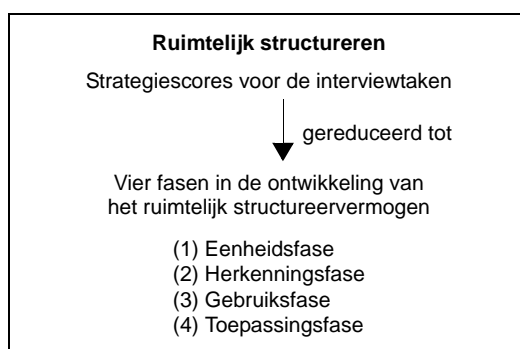 Ruimtelijk structureren
Strategiescores voor de interviewtaken
gereduceerd tot
Vier fasen in de ontwikkeling van
het ruimtelijk structureervermogen
(1) Eenheidsfase
(2) Herkenningsfase
(3) Gebruiksfase
(4) Toepassingsfase